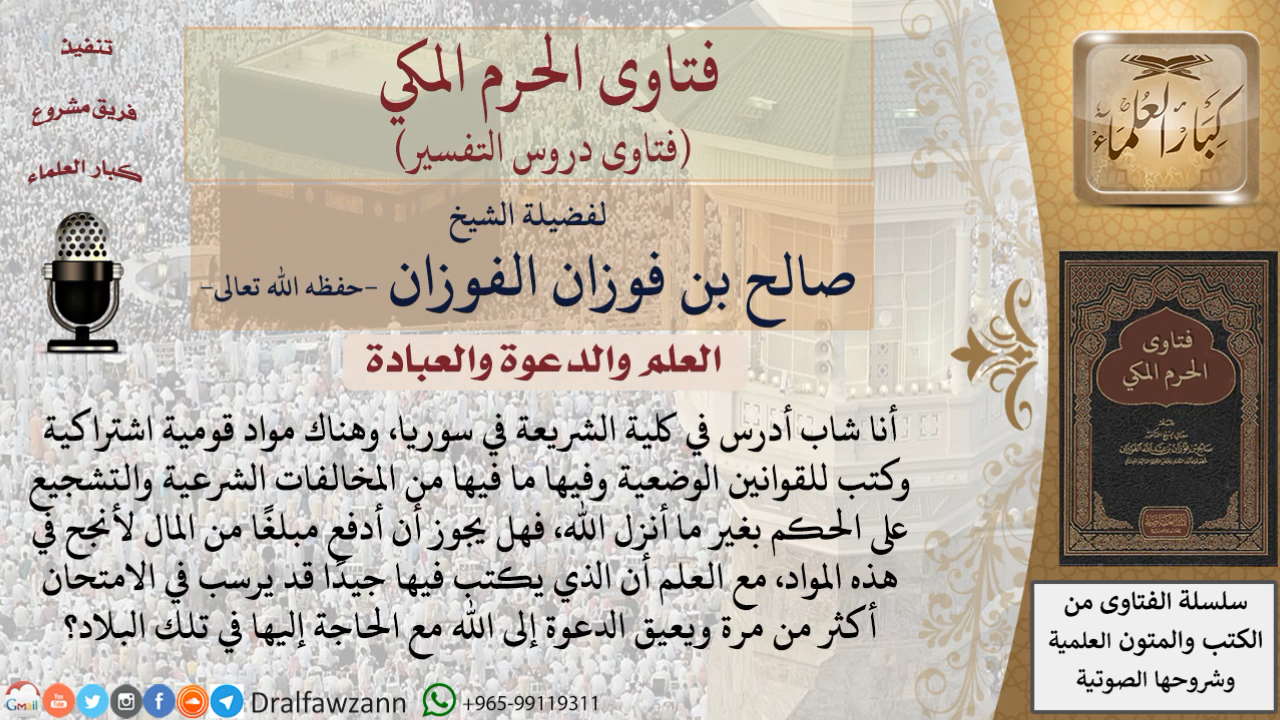 فتاوى الحرم المكي
(فتاوى دروس التفسير)
لفضيلة الشيخ
صالح بن فوزان الفوزان -حفظه الله تعالى-
العلم والدعوة والعبادة
أنا شاب أدرس في كلية الشريعة في سوريا، وهناك مواد قومية اشتراكية
وكتب للقوانين الوضعية وفيها ما فيها من المخالفات الشرعية والتشجيع
على الحكم بغير ما أنزل الله، فهل يجوز أن أدفع مبلغًا من المال لأنجح في
هذه المواد، مع العلم أن الذي يكتب فيها جيدًا قد يرسب في الامتحان
أكثر من مرة ويعيق الدعوة إلى الله مع الحاجة إليها في تلك البلاد؟
تنفيذ
فريق مشروع
كبار العلماء
كِبَارُ العُلَمَاء
فتاوى
الحرم المكي
سلسلة الفتاوى من
الكتب والمتون العلمية
وشروحها الصوتية
Gmail
Dralfawzann
+965-99119311